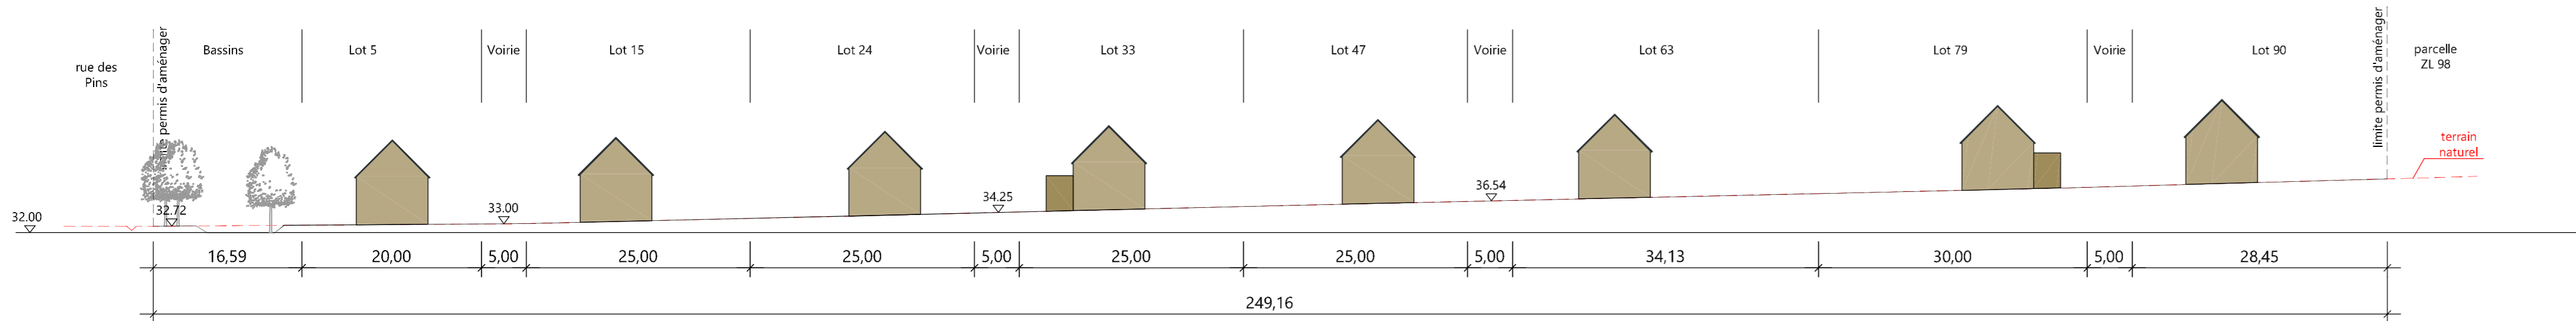 rue des
Pins
limite permis d'aménager
Bassins
Lot 5
Voirie
Lot 15
Lot 24
Voirie
Lot 33
Lot 47
Voirie
Lot 63
Lot 79
Voirie
Lot 90
limite permis d'aménager
parcelle
ZL 98
terrain
naturel
32.00
32.72
33.00
34.25
36.54
16,59
20,00
5,00
25,00
25,00
5,00
25,00
25,00
5,00
34,13
30,00
5,00
28,45
249,16